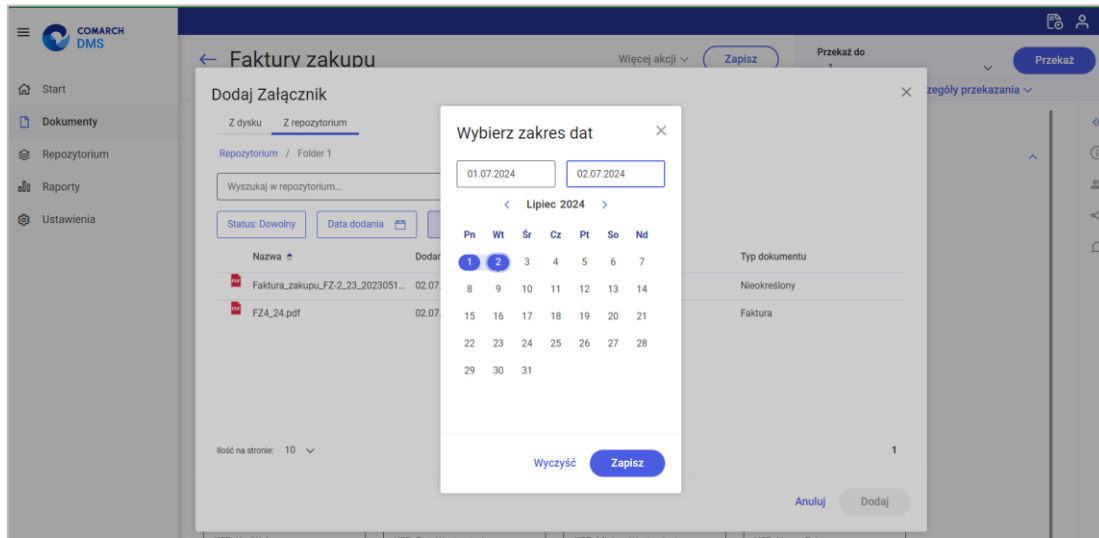 COMARCH
DMS
Start
Dokumenty
Repozytorium
Raporty
Ustawienia
Faktury zakupu
Więcej akcji
Zapisz
Przekaż do
Przekaż
zegóły przekazania
Dodaj Załącznik
Z dysku Z repozytorium
Repozytorium / Folder 1
Wyszukaj w repozytorium...
Status: Dowolny Data dodania
Nazwa Dodan Typ dokumentu
PDF Faktura_zakupu_FZ-2_23_2023051... 02.07 Nieokreślony
PDF FZ4_24.pdf 02.07 Faktura
Ilość na stronie: 10 1
Anuluj Dodaj
Wybierz zakres dat
01.07.2024 02.07.2024
Lipiec 2024
Pn Wt Śr Cz Pt So Nd
1 2 3 4 5 6 7
8 9 10 11 12 13 14
15 16 17 18 19 20 21
22 23 24 25 26 27 28
29 30 31
Wyczyść Zapisz